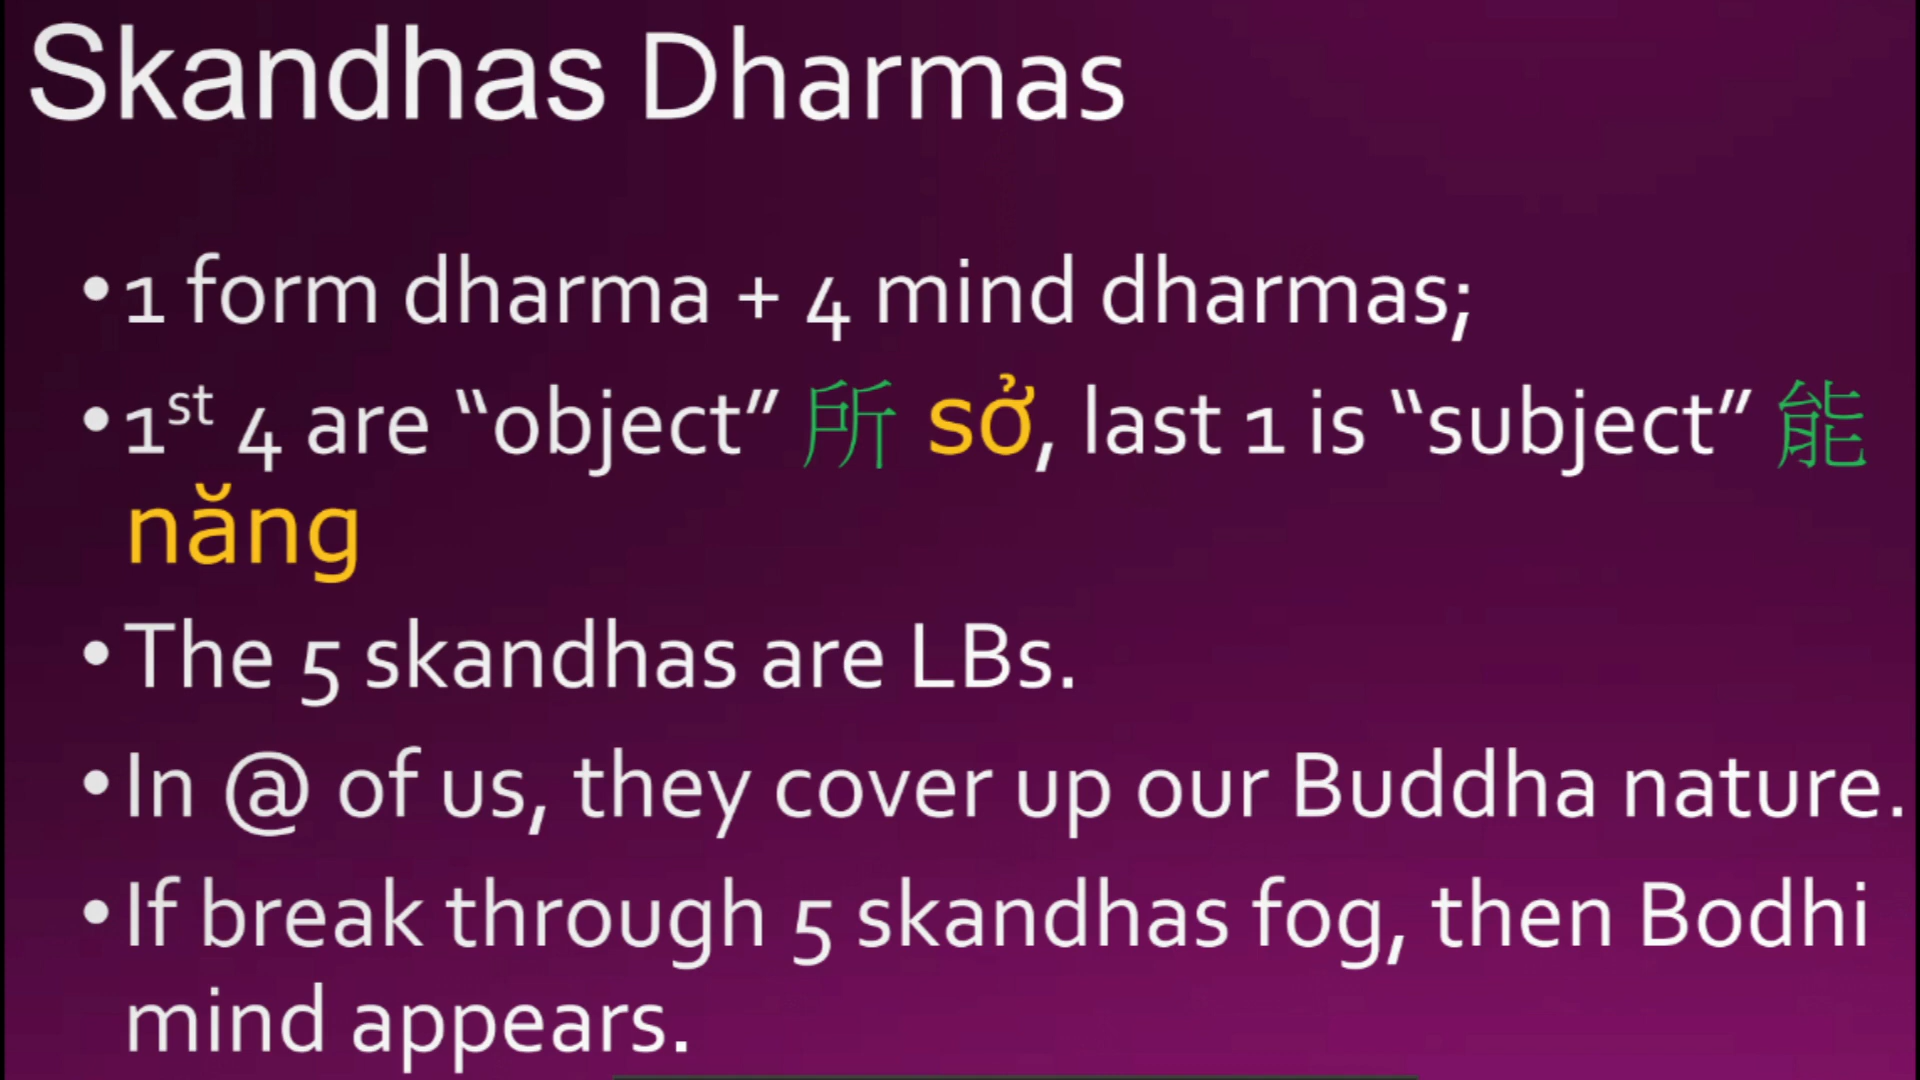 Skandhas Dharmas
•1 form dharma + 4 mind dharmas;
•1st 4 are “object” 所 sở, last 1 is “subject” 能
năng
•The 5 skandhas are LBs.
•In @ of us, they cover up our Buddha nature.
•If break through 5 skandhas fog, then Bodhi
mind appears.